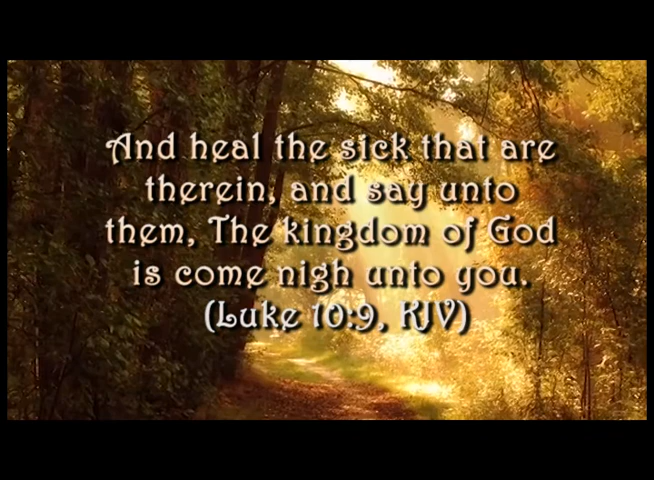 And heal the sick that are
therein, and say unto
them, The kingdom of God
is come nigh unto you.
(Luke 10:9, KJV)